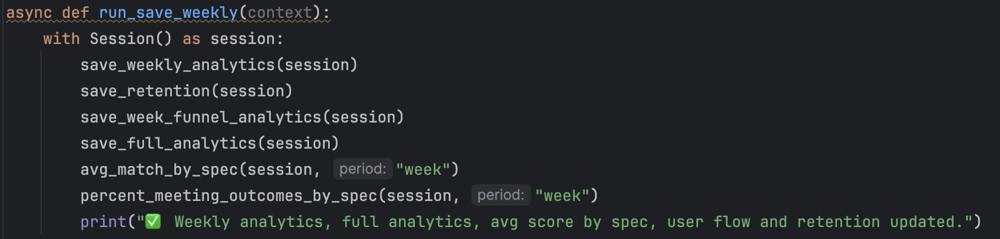 async def run_save_weekly(context):
    with Session() as session:
        save_weekly_analytics(session)
        save_retention(session)
        save_week_funnel_analytics(session)
        save_full_analytics(session)
        avg_match_by_spec(session, period: "week")
        percent_meeting_outcomes_by_spec(session, period: "week")
        print("✅ Weekly analytics, full analytics, avg score by spec, user flow and retention updated.")